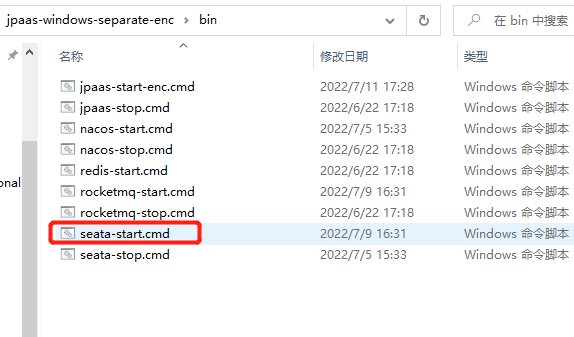 jpaas-windows-separate-enc > bin
在 bin 中搜索
名称 修改日期 类型
jpaas-start-enc.cmd 2022/7/11 17:28 Windows 命令脚本
jpaas-stop.cmd 2022/6/22 17:18 Windows 命令脚本
nacos-start.cmd 2022/7/5 15:33 Windows 命令脚本
nacos-stop.cmd 2022/6/22 17:18 Windows 命令脚本
redis-start.cmd 2022/6/22 17:18 Windows 命令脚本
onal
rocketmq-start.cmd 2022/7/9 16:31 Windows 命令脚本
rocketmq-stop.cmd 2022/6/22 17:18 Windows 命令脚本
seata-start.cmd 2022/7/9 16:31 Windows 命令脚本
seata-stop.cmd 2022/7/5 15:33 Windows 命令脚本